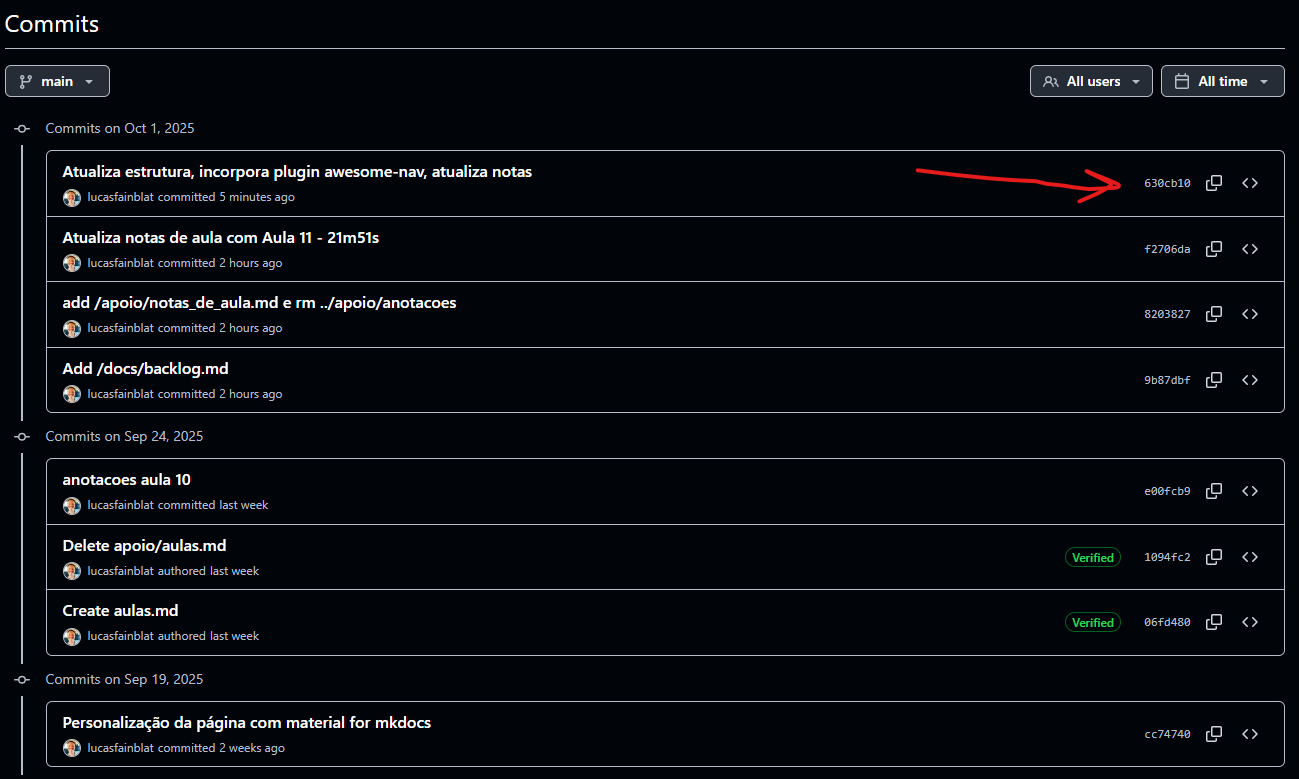 Commits
main
All users
All time
Commits on Oct 1, 2025
Atualiza estrutura, incorpora plugin awesome-nav, atualiza notas
lucasfainblat committed 5 minutes ago
630cb10
Atualiza notas de aula com Aula 11 - 21m51s
lucasfainblat committed 2 hours ago
f2706da
add /apoio/notas_de_aula.md e rm ../apoio/anotacoes
lucasfainblat committed 2 hours ago
8203827
Add /docs/backlog.md
lucasfainblat committed 2 hours ago
9b87dbf
Commits on Sep 24, 2025
anotacoes aula 10
lucasfainblat committed last week
e00fcb9
Delete apoio/aulas.md
lucasfainblat authored last week
Verified
1094fc2
Create aulas.md
lucasfainblat authored last week
Verified
06fd480
Commits on Sep 19, 2025
Personalização da página com material for mkdocs
lucasfainblat committed 2 weeks ago
cc74740